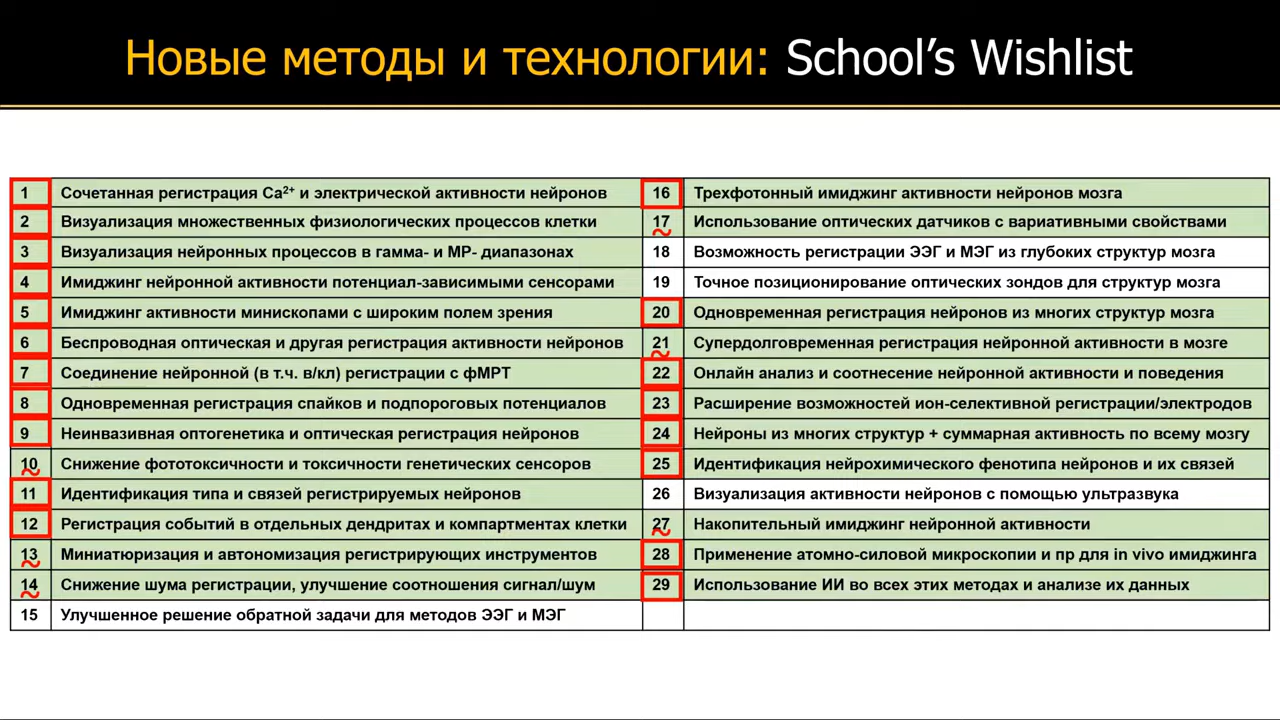 Новые методы и технологии: School’s Wishlist
1 Сочетанная регистрация Ca²⁺ и электрической активности нейронов
2 Визуализация множественных физиологических процессов клетки
3 Визуализация нейронных процессов в гамма- и МР- диапазонах
4 Имиджинг нейронной активности потенциал-зависимыми сенсорами
5 Имиджинг активности минископами с широким полем зрения
6 Беспроводная оптическая и другая регистрация активности нейронов
7 Соединение нейронной (в т.ч. в/кл) регистрации с фМРТ
8 Одновременная регистрация спайков и подпороговых потенциалов
9 Неинвазивная оптогенетика и оптическая регистрация нейронов
10 Снижение фототоксичности и токсичности генетических сенсоров
11 Идентификация типа и связей регистрируемых нейронов
12 Регистрация событий в отдельных дендритах и компартментах клетки
13 Миниатюризация и автономизация регистрирующих инструментов
14 Снижение шума регистрации, улучшение соотношения сигнал/шум
15 Улучшенное решение обратной задачи для методов ЭЭГ и МЭГ
16 Трехфотонный имиджинг активности нейронов мозга
17 Использование оптических датчиков с вариативными свойствами
18 Возможность регистрации ЭЭГ и МЭГ из глубоких структур мозга
19 Точное позиционирование оптических зондов для структур мозга
20 Одновременная регистрация нейронов из многих структур мозга
21 Супердолговременная регистрация нейронной активности в мозге
22 Онлайн анализ и соотнесение нейронной активности и поведения
23 Расширение возможностей ион-селективной регистрации/электродов
24 Нейроны из многих структур + суммарная активность по всему мозгу
25 Идентификация нейрохимического фенотипа нейронов и их связей
26 Визуализация активности нейронов с помощью ультразвука
27 Накопительный имиджинг нейронной активности
28 Применение атомно-силовой микроскопии и пр для in vivo имиджинга
29 Использование ИИ во всех этих методах и анализе их данных